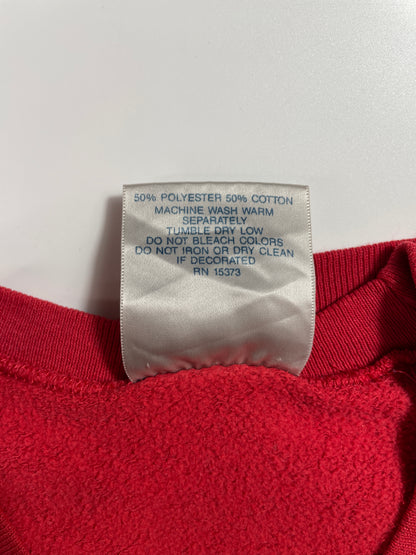 50% POLYESTER 50% COTTON
MACHINE WASH WARM
SEPARATELY
TUMBLE DRY LOW
DO NOT BLEACH COLORS
DO NOT IRON OR DRY CLEAN
IF DECORATED
RN 15373